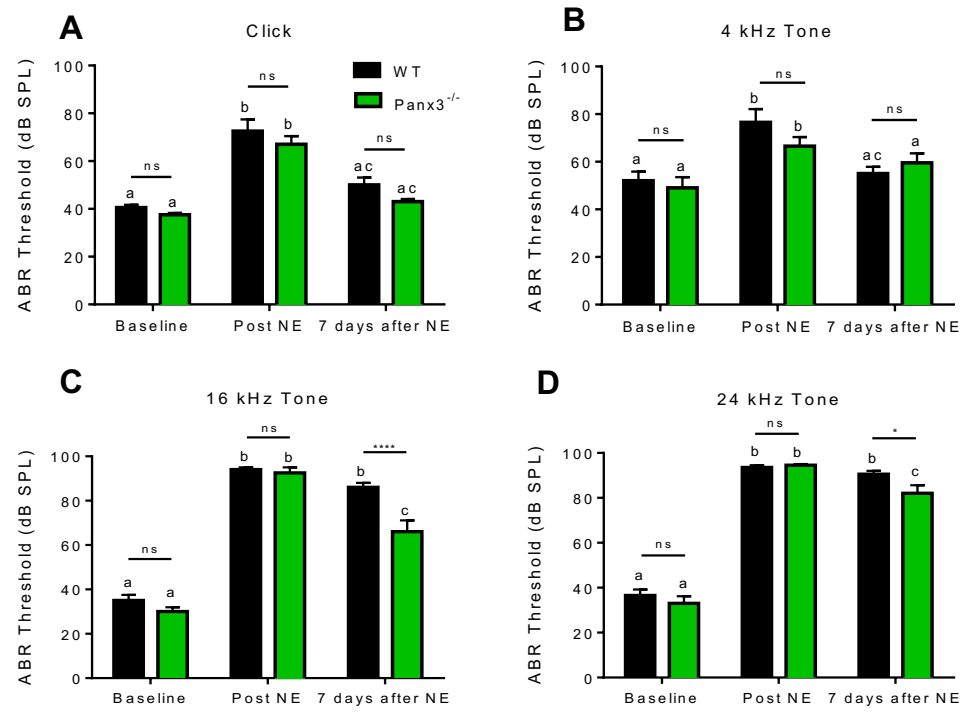 A
Click
ABR Threshold (dB SPL)
100
80
60
40
20
0
WT
Panx3-/-
ns
ns
ns
a
a
b
b
ac
ac
Baseline
Post NE
7 days after NE
B
4 kHz Tone
ABR Threshold (dB SPL)
100
80
60
40
20
0
ns
ns
ns
a
a
b
b
ac
a
Baseline
Post NE
7 days after NE
C
16 kHz Tone
ABR Threshold (dB SPL)
100
80
60
40
20
0
ns
ns
****
a
a
b
b
b
c
Baseline
Post NE
7 days after NE
D
24 kHz Tone
ABR Threshold (dB SPL)
100
80
60
40
20
0
ns
ns
*
a
a
b
b
b
c
Baseline
Post NE
7 days after NE